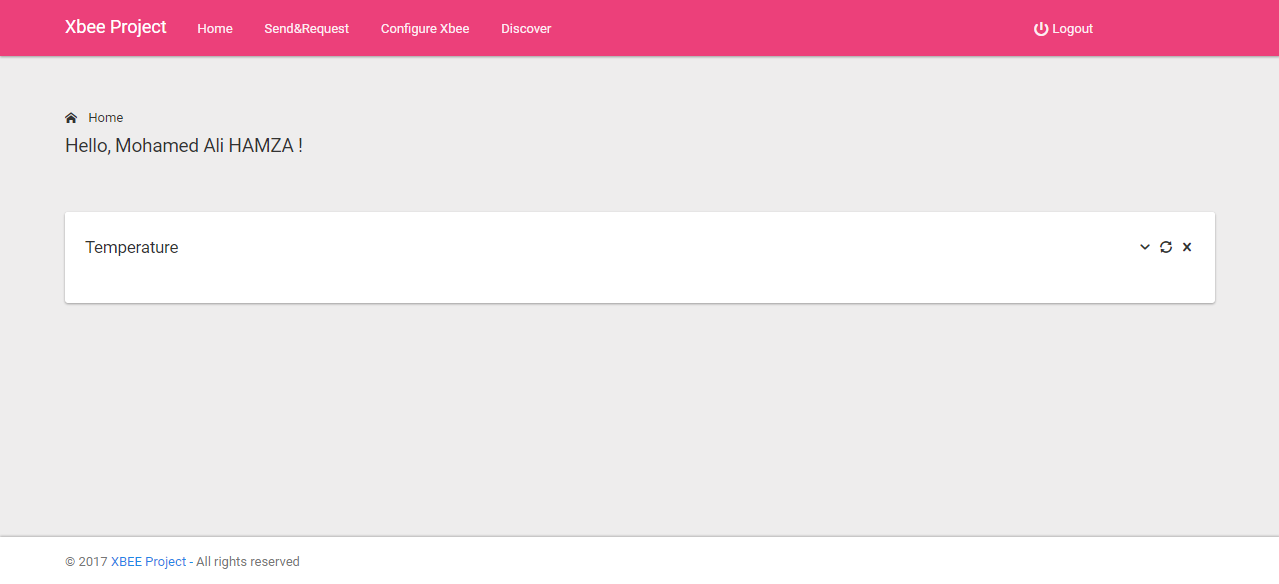 Xbee Project Home Send&Request Configure Xbee Discover Logout
Home
Hello, Mohamed Ali HAMZA !
Temperature
© 2017 XBEE Project - All rights reserved